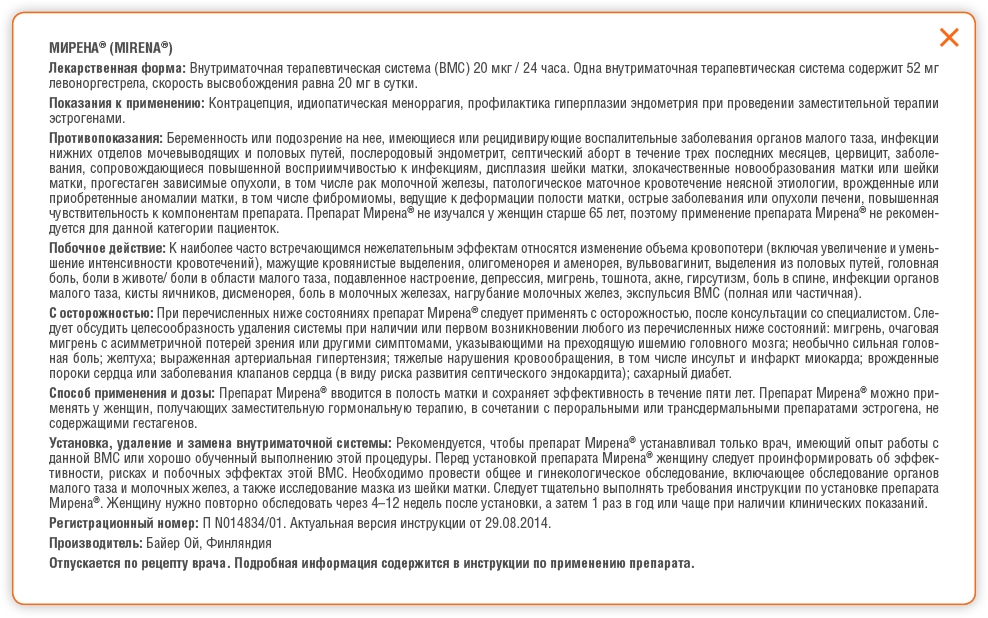 МИРЕНА® (MIRENA®)
Лекарственная форма: Внутриматочная терапевтическая система (ВМС) 20 мкг / 24 часа. Одна внутриматочная терапевтическая система содержит 52 мг
левоноргестрела, скорость высвобождения равна 20 мг в сутки.
Показания к применению: Контрацепция, идиопатическая меноррагия, профилактика гиперплазии эндометрия при проведении заместительной терапии
эстрогенами.
Противопоказания: Беременность или подозрение на нее, имеющиеся или рецидивирующие воспалительные заболевания органов малого таза, инфекции
нижних отделов мочевыводящих и половых путей, послеродовый эндометрит, септический аборт в течение трех последних месяцев, цервицит, заболе-
вания, сопровождающиеся повышенной восприимчивостью к инфекциям, дисплазия шейки матки, злокачественные новообразования матки или шейки
матки, прогестаген зависимые опухоли, в том числе рак молочной железы, патологическое маточное кровотечение неясной этиологии, врожденные или
приобретенные аномалии матки, в том числе фибромиомы, ведущие к деформации полости матки, острые заболевания или опухоли печени, повышенная
чувствительность к компонентам препарата. Препарат Мирена® не изучался у женщин старше 65 лет, поэтому применение препарата Мирена® не рекомен-
дуется для данной категории пациенток.
Побочное действие: К наиболее часто встречающимся нежелательным эффектам относятся изменение объема кровопотери (включая увеличение и умень-
шение интенсивности кровотечений), мажущие кровянистые выделения, олигоменорея и аменорея, вульвовагинит, выделения из половых путей, головная
боль, боли в животе/ боли в области малого таза, подавленное настроение, депрессия, мигрень, тошнота, акне, гирсутизм, боль в спине, инфекции органов
малого таза, кисты яичников, дисменорея, боль в молочных железах, нагрубание молочных желез, экспульсия ВМС (полная или частичная).
С осторожностью: При перечисленных ниже состояниях препарат Мирена® следует применять с осторожностью, после консультации со специалистом. Сле-
дует обсудить целесообразность удаления системы при наличии или первом возникновении любого из перечисленных ниже состояний: мигрень, очаговая
мигрень с асимметричной потерей зрения или другими симптомами, указывающими на преходящую ишемию головного мозга; необычно сильная голов-
ная боль; желтуха; выраженная артериальная гипертензия; тяжелые нарушения кровообращения, в том числе инсульт и инфаркт миокарда; врожденные
пороки сердца или заболевания клапанов сердца (в виду риска развития септического эндокардита); сахарный диабет.
Способ применения и дозы: Препарат Мирена® вводится в полость матки и сохраняет эффективность в течение пяти лет. Препарат Мирена® можно при-
менять у женщин, получающих заместительную гормональную терапию, в сочетании с пероральными или трансдермальными препаратами эстрогена, не
содержащими гестагенов.
Установка, удаление и замена внутриматочной системы: Рекомендуется, чтобы препарат Мирена® устанавливал только врач, имеющий опыт работы с
данной ВМС или хорошо обученный выполнению этой процедуры. Перед установкой препарата Мирена® женщину следует проинформировать об эффек-
тивности, рисках и побочных эффектах этой ВМС. Необходимо провести общее и гинекологическое обследование, включающее обследование органов
малого таза и молочных желез, а также исследование мазка из шейки матки. Следует тщательно выполнять требования инструкции по установке препарата
Мирена®. Женщину нужно повторно обследовать через 4–12 недель после установки, а затем 1 раз в год или чаще при наличии клинических показаний.
Регистрационный номер: П N014834/01. Актуальная версия инструкции от 29.08.2014.
Производитель: Байер Ой, Финляндия
Отпускается по рецепту врача. Подробная информация содержится в инструкции по применению препарата.